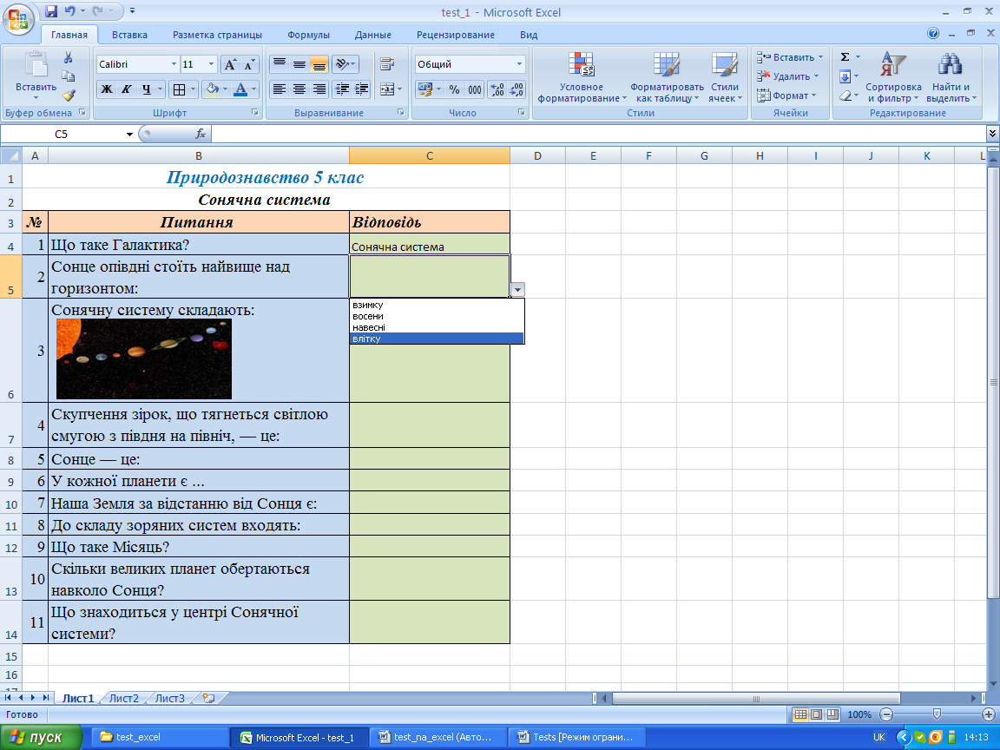 test_1 - Microsoft Excel
Главная Вставка Разметка страницы Формулы Данные Рецензирование Вид
Вставить
Calibri 11
Ж К Ч
Общий
% 000
Условное форматирование
Форматировать как таблицу
Стили ячеек
Вставить
Удалить
Формат
Σ
Сортировка и фильтр
Найти и выделить
Буфер обмена Шрифт Выравнивание Число Стили Ячейки Редактирование
C5 fx
A B C D E F G H I J K L
1 Природознавство 5 клас
2 Сонячна система
3 № Питання Відповідь
4 1 Що таке Галактика? Сонячна система
5 2 Сонце опівдні стоїть найвище над
горизонтом:
взимку
восени
навесні
влітку
6 3 Сонячну систему складають:
7 4 Скупчення зірок, що тягнеться світлою
смугою з півдня на північ, — це:
8 5 Сонце — це:
9 6 У кожної планети є ...
10 7 Наша Земля за відстанню від Сонця є:
11 8 До складу зоряних систем входять:
12 9 Що таке Місяць?
13 10 Скільки великих планет обертаються
навколо Сонця?
14 11 Що знаходиться у центрі Сонячної
системи?
15
16
17
Лист1 Лист2 Лист3
Готово 100%
пуск test_excel Microsoft Excel - test_1 test_na_excel (Авто... Tests [Режим ограни... UK 14:13